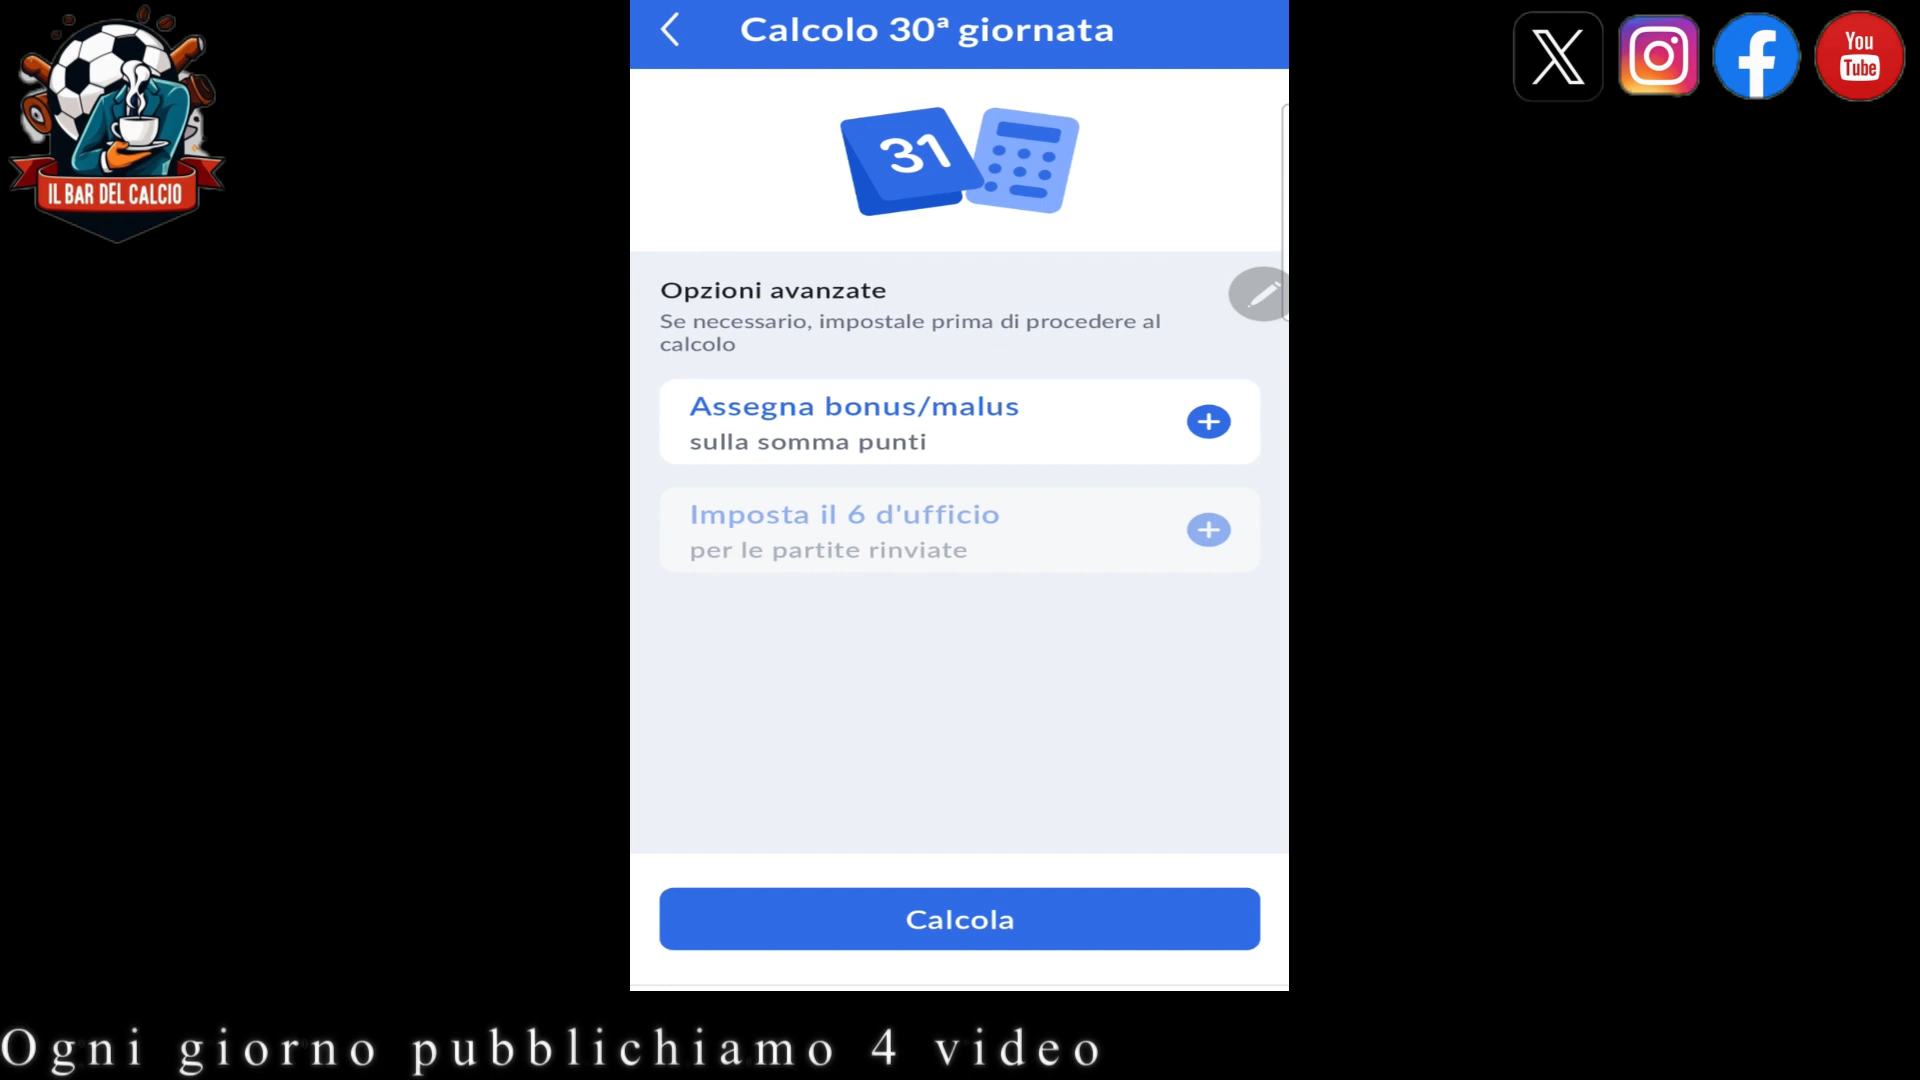 Calcolo 30ª giornata
31
You
Tube
IL BAR DEL CALCIO
Opzioni avanzate
Se necessario, impostale prima di procedere al
calcolo
Assegna bonus/malus
sulla somma punti
Imposta il 6 d'ufficio
per le partite rinviate
Calcola
Ogni giorno pubblichiamo 4 video